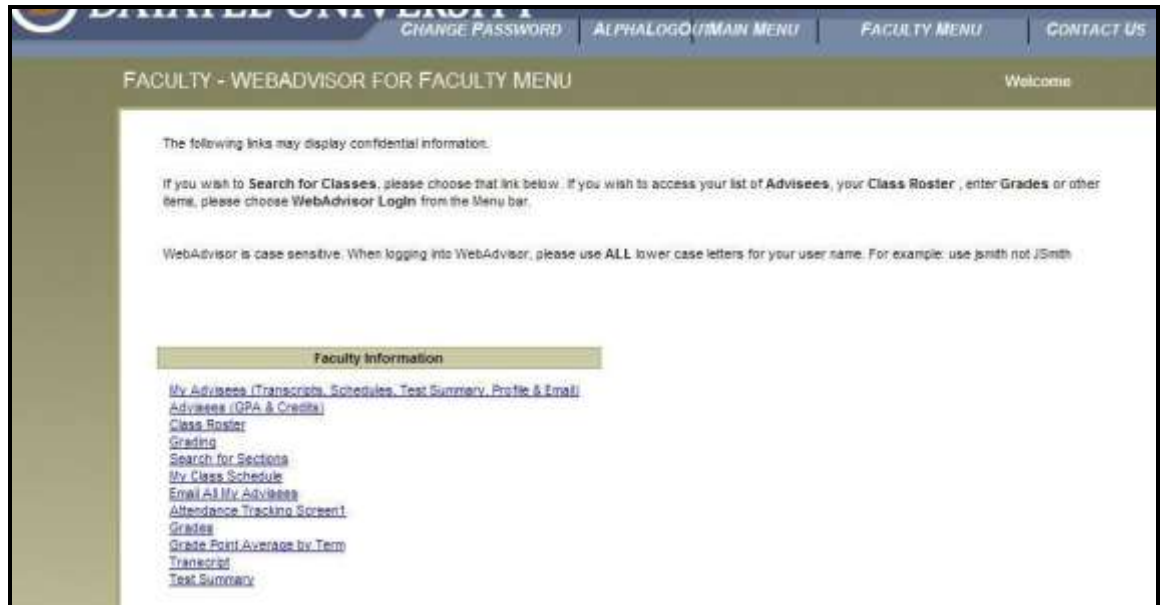 DATATEL UNIVERSITY
CHANGE PASSWORD ALPHALOGOUTMAIN MENU FACULTY MENU CONTACT US
FACULTY - WEBADVISOR FOR FACULTY MENU Welcome
The following links may display confidential information.
If you wish to Search for Classes, please choose that link below. If you wish to access your list of Advisees, your Class Roster , enter Grades or other
items, please choose WebAdvisor LogIn from the Menu bar.
WebAdvisor is case sensitive. When logging into WebAdvisor, please use ALL lower case letters for your user name. For example: use jsmith not JSmith
Faculty Information
My Advisees (Transcripts, Schedules, Test Summary, Profile & Email)
Advisees (GPA & Credits)
Class Roster
Grading
Search for Sections
My Class Schedule
Email All My Advisees
Attendance Tracking Screen1
Grades
Grade Point Average by Term
Transcript
Test Summary